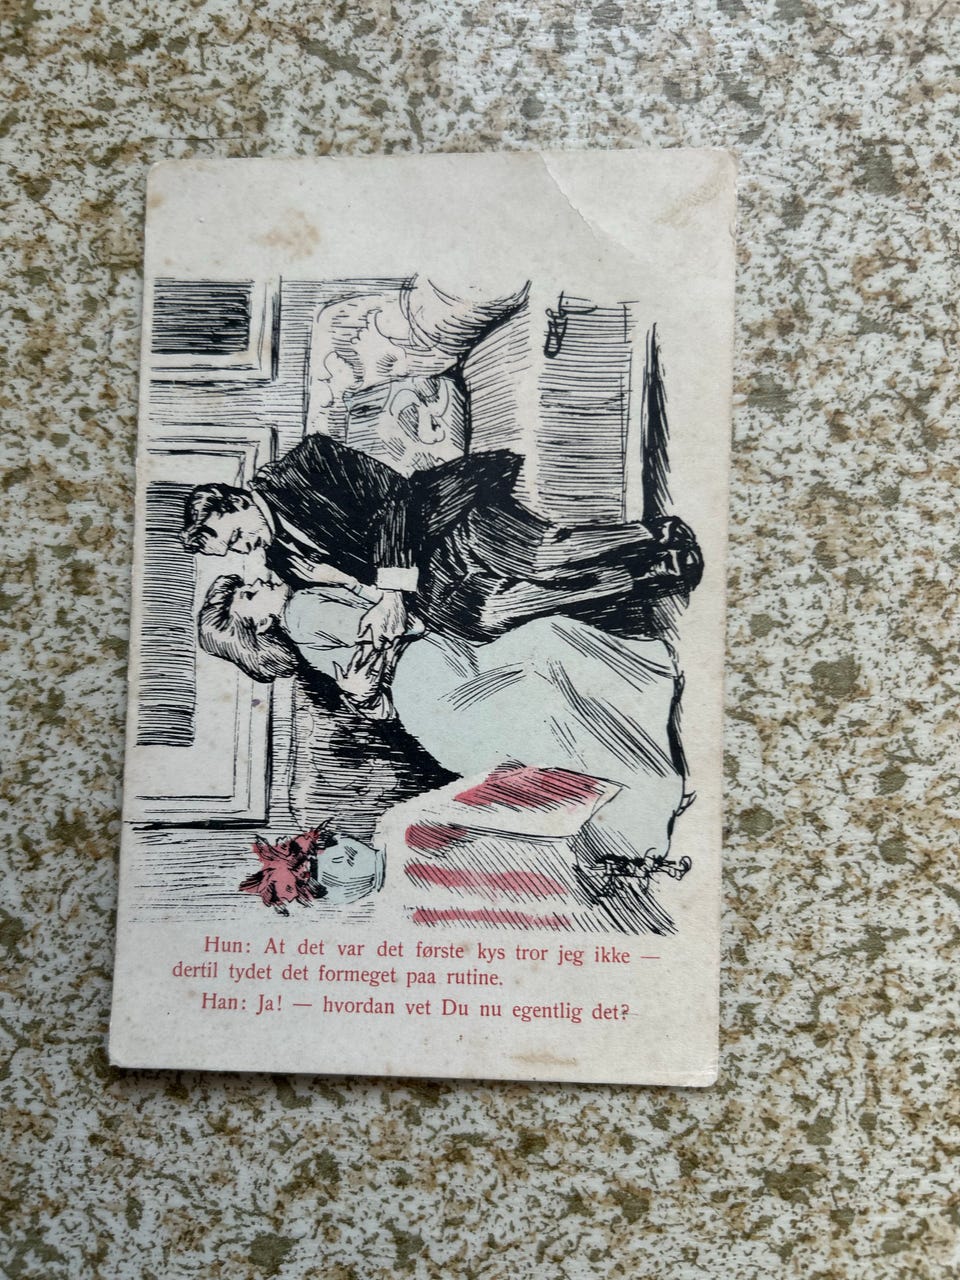 Hun: At det var det første kys tror jeg ikke —
dertil tydet det formeget paa rutine.
Han: Ja! — hvordan vet Du nu egentlig det?